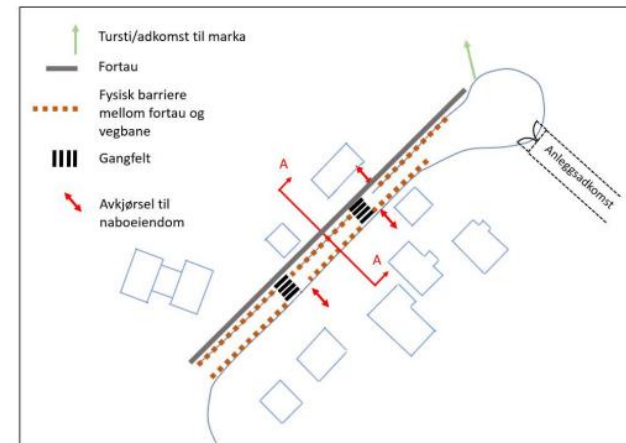 Tursti/adkomst til marka
Fortau
Fysisk barriere
mellom fortau og
vegbane
Gangfelt
Avkjørsel til
naboeiendom
A
A
Anleggsadkomst